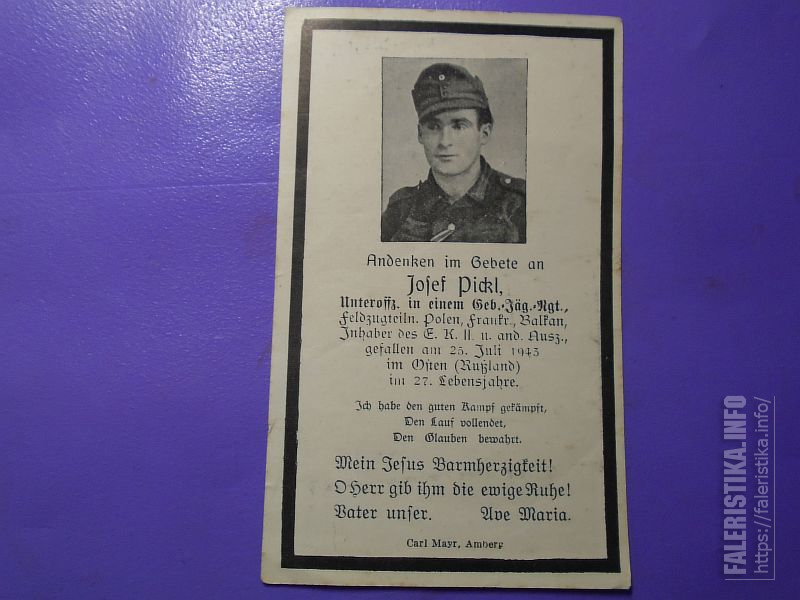 Andenken im Gebete an
Josef Pickl,
Unteroffz. in einem Geb.-Jäg.-Rgt.,
Feldzugteiln. Polen, Frankr., Balkan,
Inhaber des E. K. II. u. and. Ausz.,
gefallen am 25. Juli 1943
im Osten (Rußland)
im 27. Lebensjahre.
Ich habe den guten Kampf gekämpft,
Den Lauf vollendet,
Den Glauben bewahrt.
Mein Jesus Barmherzigkeit!
O Herr gib ihm die ewige Ruhe!
Vater unser. Ave Maria.
Carl Mayr, Amberg
FALERISTIKA.INFO
https://faleristika.info/